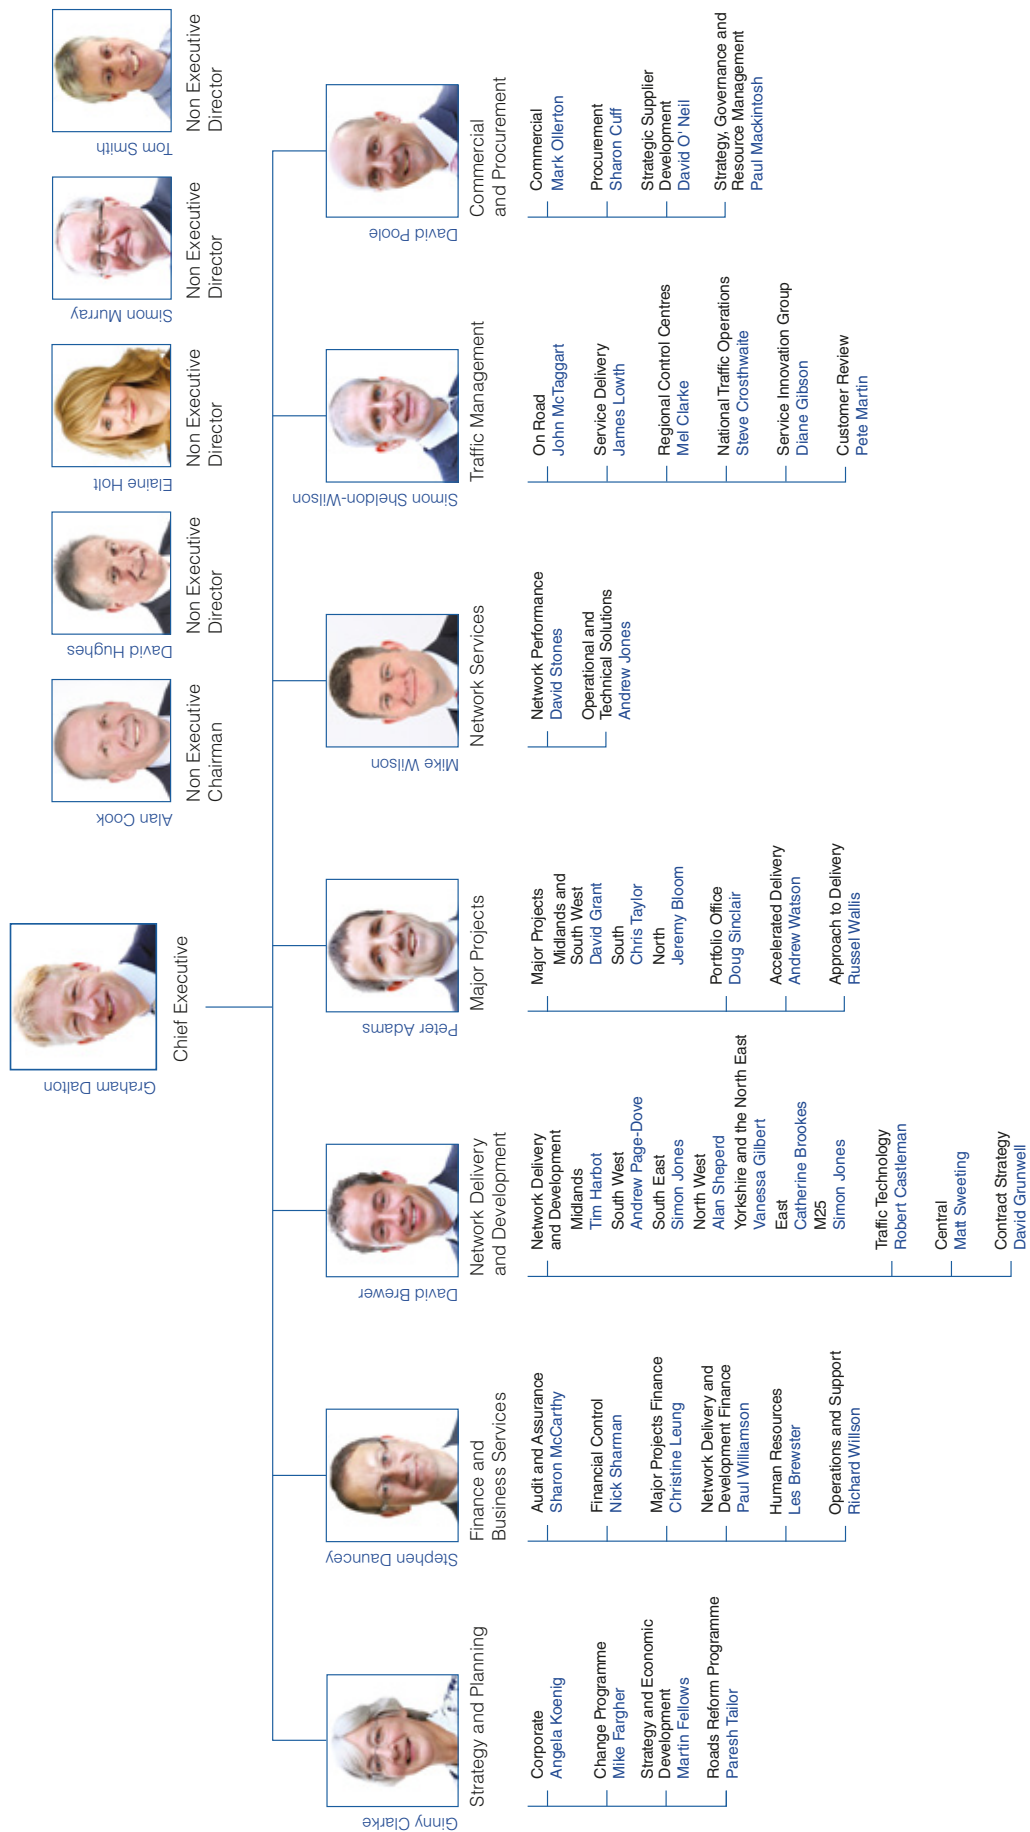 Graham Dalton
Chief Executive
Alan Cook
Non Executive
Chairman
David Hughes
Non Executive
Director
Elaine Holt
Non Executive
Director
Simon Murray
Non Executive
Director
Tom Smith
Non Executive
Director
Ginny Clarke
Strategy and Planning
Corporate
Angela Koenig
Change Programme
Mike Fargher
Strategy and Economic
Development
Martin Fellows
Roads Reform Programme
Paresh Tailor
Stephen Dauncey
Finance and
Business Services
Audit and Assurance
Sharon McCarthy
Financial Control
Nick Sharman
Major Projects Finance
Christine Leung
Network Delivery and
Development Finance
Paul Williamson
Human Resources
Les Brewster
Operations and Support
Richard Willson
David Brewer
Network Delivery
and Development
Network Delivery
and Development
Midlands
Tim Harbot
South West
Andrew Page-Dove
South East
Simon Jones
North West
Alan Sheperd
Yorkshire and the North East
Vanessa Gilbert
East
Catherine Brookes
M25
Simon Jones
Traffic Technology
Robert Castleman
Central
Matt Sweeting
Contract Strategy
David Grunwell
Peter Adams
Major Projects
Major Projects
Midlands and
South West
David Grant
South
Chris Taylor
North
Jeremy Bloom
Portfolio Office
Doug Sinclair
Accelerated Delivery
Andrew Watson
Approach to Delivery
Russel Wallis
Mike Wilson
Network Services
Network Performance
David Stones
Operational and
Technical Solutions
Andrew Jones
Simon Sheldon-Wilson
Traffic Management
On Road
John McTaggart
Service Delivery
James Lowth
Regional Control Centres
Mel Clarke
National Traffic Operations
Steve Crosthwaite
Service Innovation Group
Diane Gibson
Customer Review
Pete Martin
David Poole
Commercial
and Procurement
Commercial
Mark Ollerton
Procurement
Sharon Cuff
Strategic Supplier
Development
David O' Neil
Strategy, Governance and
Resource Management
Paul Mackintosh